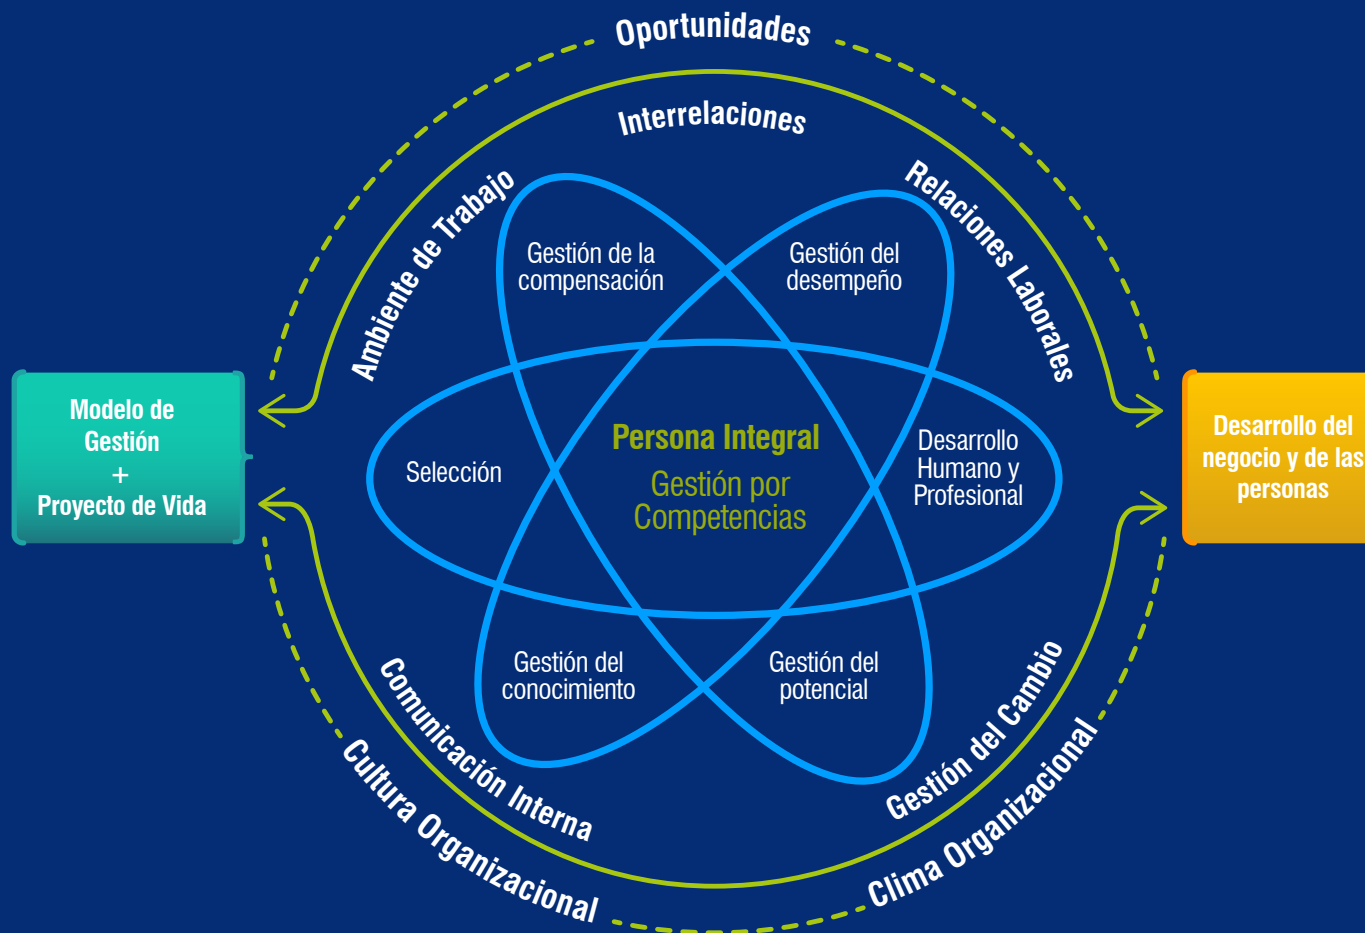 Oportunidades
Interrelaciones
Ambiente de Trabajo
Relaciones Laborales
Gestión de la
compensación
Gestión del
desempeño
Modelo de
Gestión
+
Proyecto de Vida
Selección
Persona Integral
Gestión por
Competencias
Desarrollo
Humano y
Profesional
Desarrollo del
negocio y de las
personas
Gestión del
conocimiento
Gestión del
potencial
Comunicación Interna
Gestión del Cambio
Cultura Organizacional
Clima Organizacional